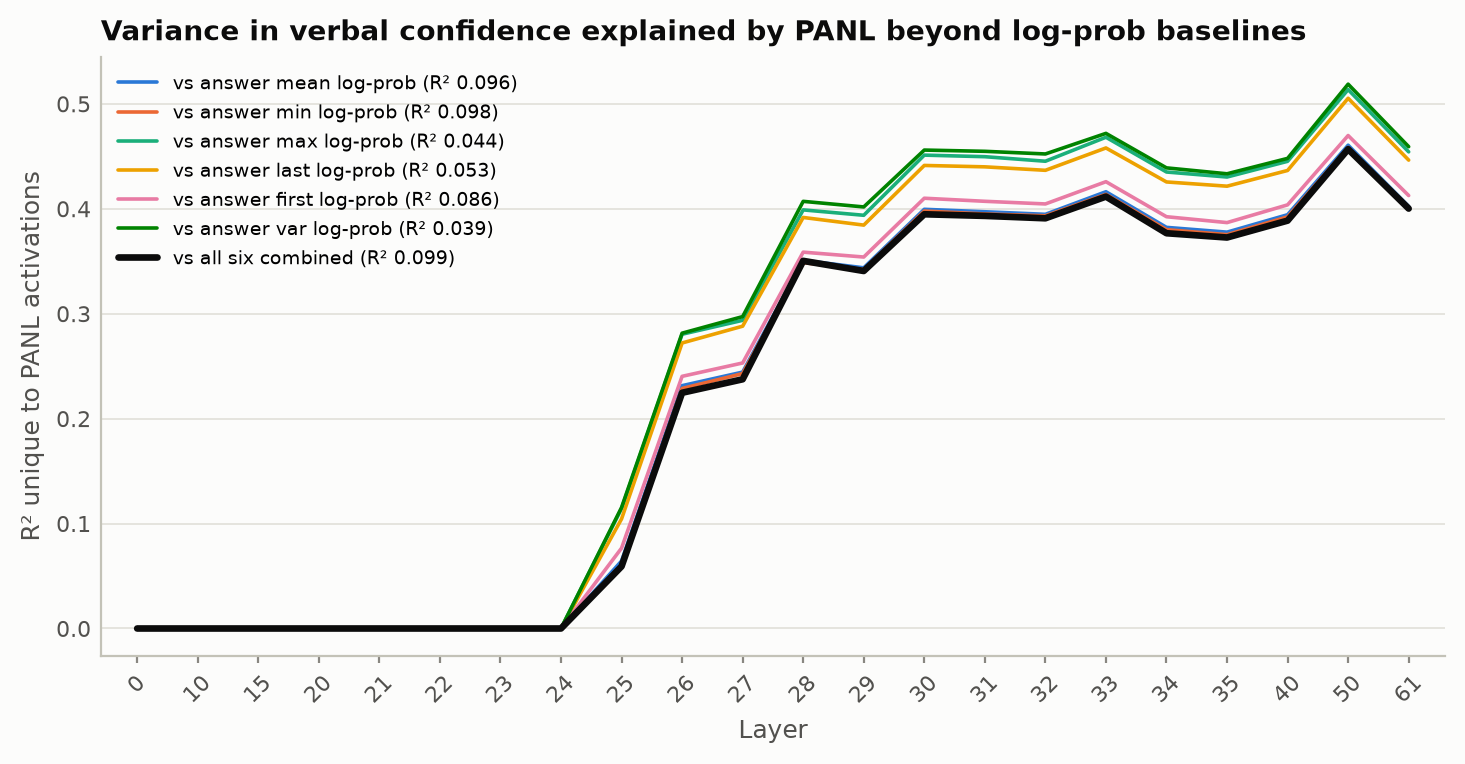 Variance in verbal confidence explained by PANL beyond log-prob baselines
vs answer mean log-prob (R² 0.096)
vs answer min log-prob (R² 0.098)
vs answer max log-prob (R² 0.044)
vs answer last log-prob (R² 0.053)
vs answer first log-prob (R² 0.086)
vs answer var log-prob (R² 0.039)
vs all six combined (R² 0.099)
R² unique to PANL activations
0.5
0.4
0.3
0.2
0.1
0.0
0 10 15 20 21 22 23 24 25 26 27 28 29 30 31 32 33 34 35 40 50 61
Layer